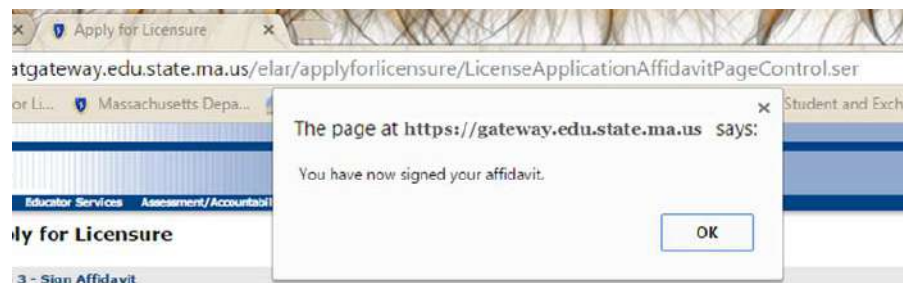 Apply for Licensure
atgateway.edu.state.ma.us/elar/applyforlicensure/LicenseApplicationAffidavitPageControl.ser
or Li... Massachusetts Depa... Student and Exch
The page at https://gateway.edu.state.ma.us says:
You have now signed your affidavit.
OK
Educator Services Assessment/Accountabil
ly for Licensure
3 - Sign Affidavit